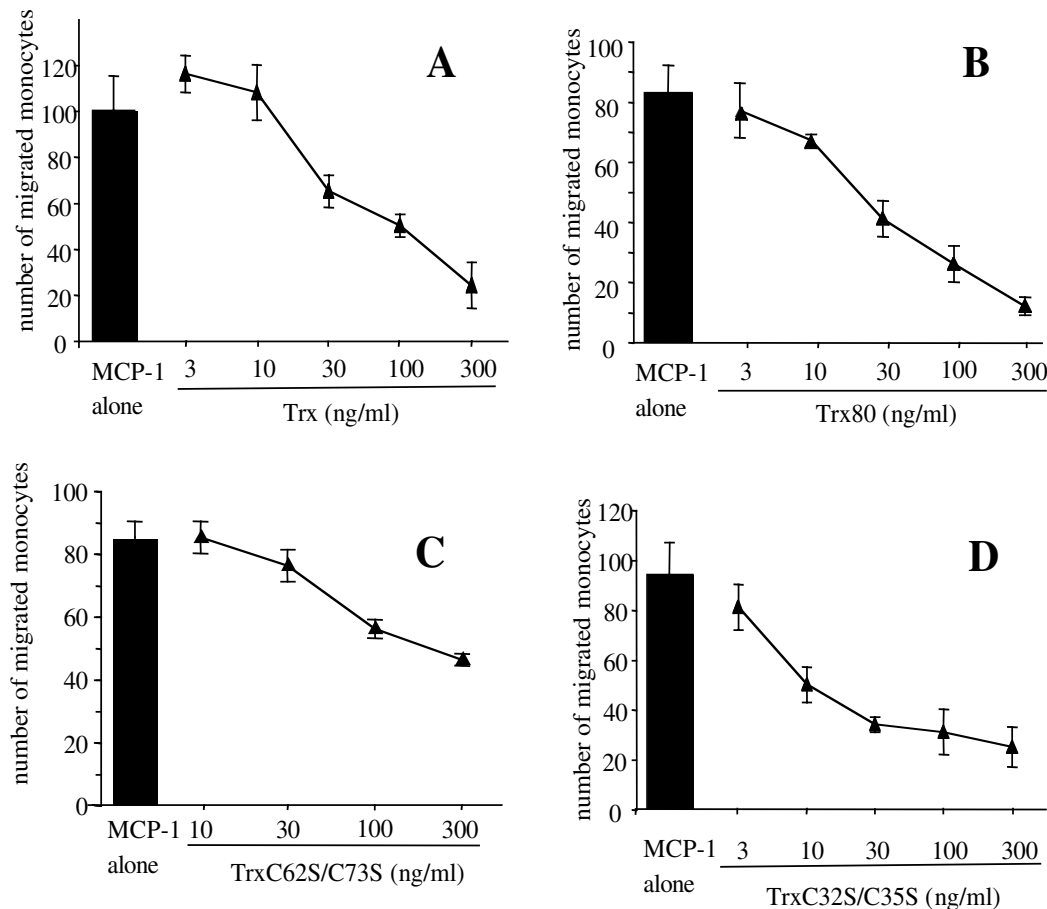 A
number of migrated monocytes
120
100
80
60
40
20
0
MCP-1
alone
3 10 30 100 300
Trx (ng/ml)
B
number of migrated monocytes
100
80
60
40
20
0
MCP-1
alone
3 10 30 100 300
Trx80 (ng/ml)
C
number of migrated monocytes
100
80
60
40
20
0
MCP-1
alone
10 30 100 300
TrxC62S/C73S (ng/ml)
D
number of migrated monocytes
120
100
80
60
40
20
0
MCP-1
alone
3 10 30 100 300
TrxC32S/C35S (ng/ml)